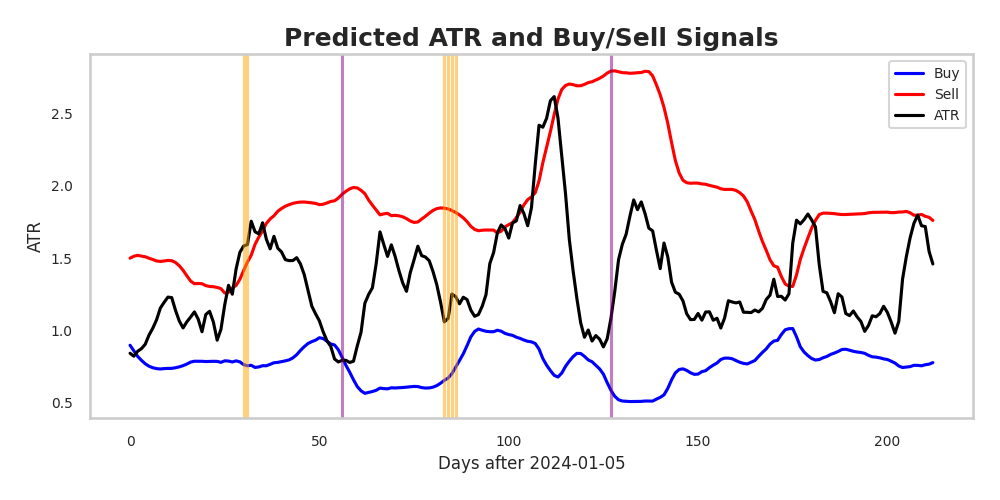 Predicted ATR and Buy/Sell Signals
Buy
Sell
ATR
2.5
2.0
1.5
1.0
0.5
ATR
0 50 100 150 200
Days after 2024-01-05